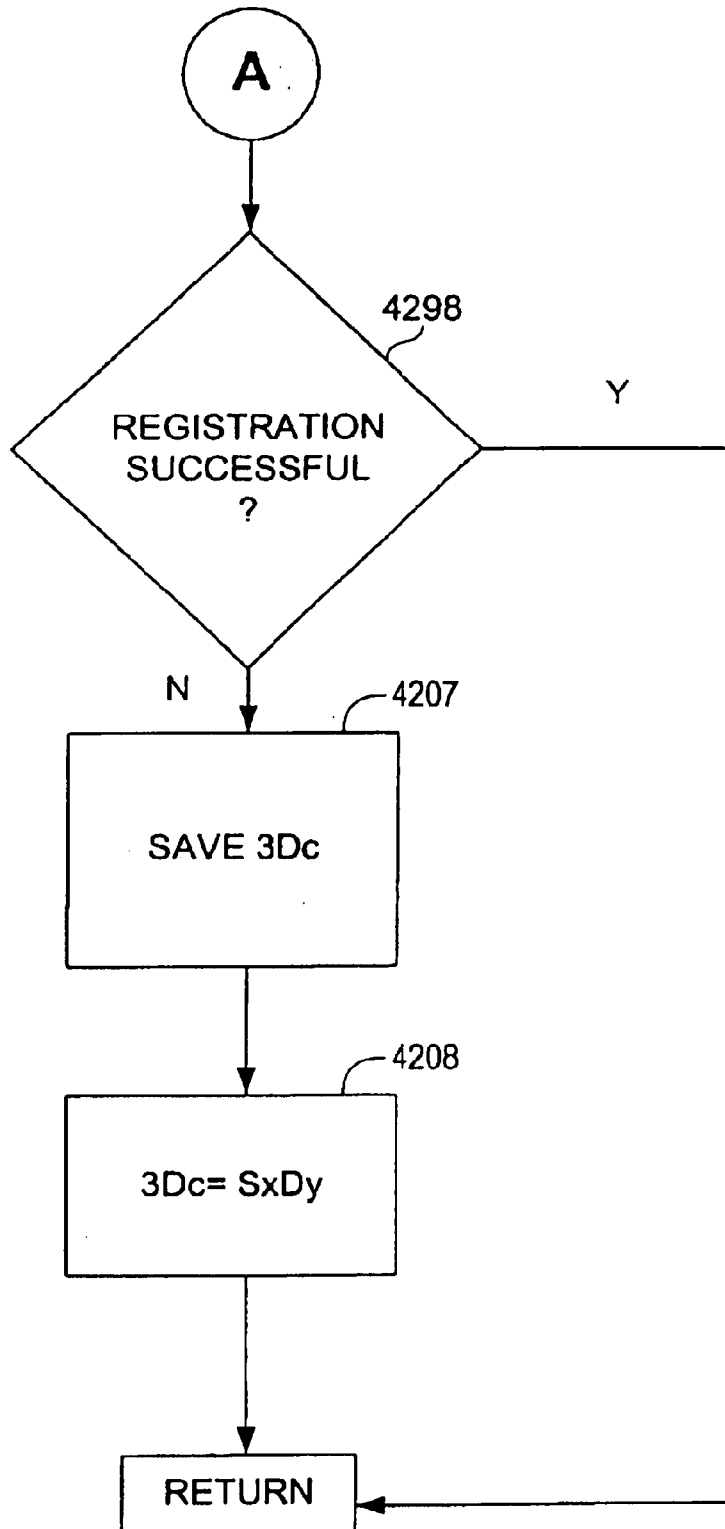 A
4298
Y
REGISTRATION
SUCCESSFUL
?
N
4207
SAVE 3Dc
4208
3Dc= SxDy
RETURN